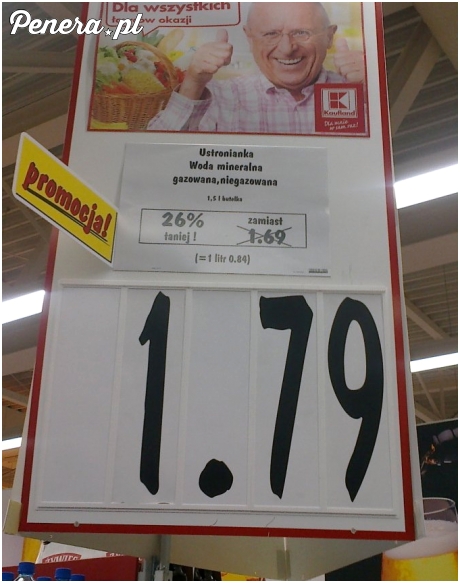 Penera.pl
Dla wszystkich
łowców okazji
Kaufland
promocja!
Ustronianka
Woda mineralna
gazowana,niegazowana
1,5 l butelka
26% zamiast
taniej! 1.69
(= 1 litr 0.84)
1.79